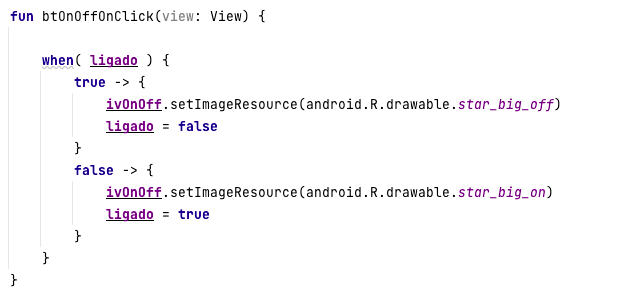 fun btOnOffOnClick(view: View) {
when( ligado ) {
true -> {
ivOnOff.setImageResource(android.R.drawable.star_big_off)
ligado = false
}
false -> {
ivOnOff.setImageResource(android.R.drawable.star_big_on)
ligado = true
}
}
}